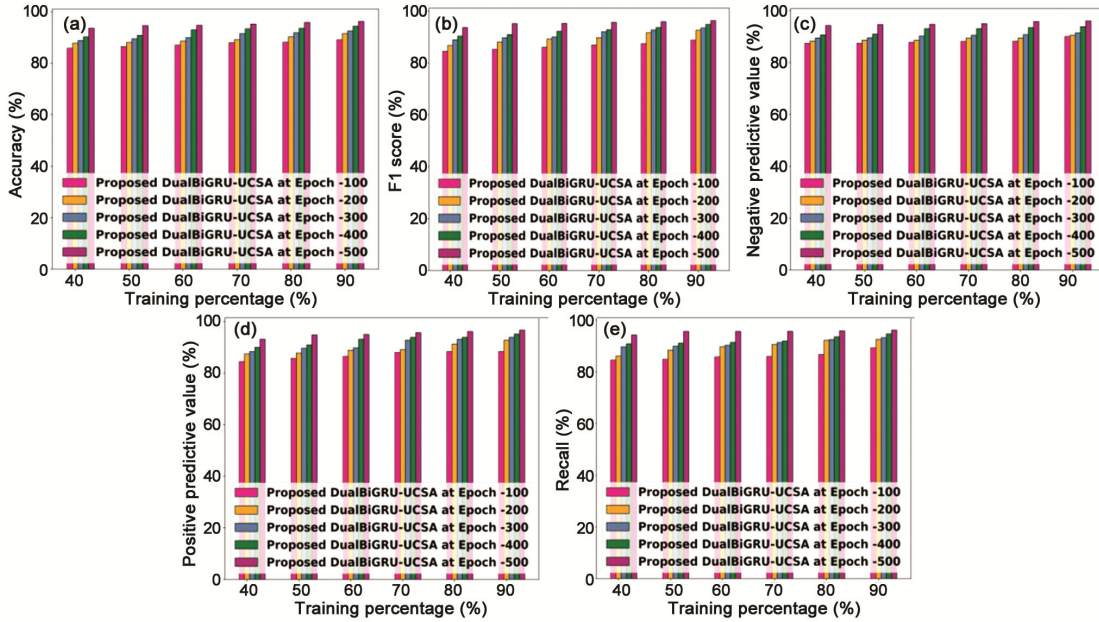 (a)
Accuracy (%)
100
80
60
40
20
0
Proposed DualBiGRU-UCSA at Epoch -100
Proposed DualBiGRU-UCSA at Epoch -200
Proposed DualBiGRU-UCSA at Epoch -300
Proposed DualBiGRU-UCSA at Epoch -400
Proposed DualBiGRU-UCSA at Epoch -500
40 50 60 70 80 90
Training percentage (%)
(b)
F1 score (%)
100
80
60
40
20
0
Proposed DualBiGRU-UCSA at Epoch -100
Proposed DualBiGRU-UCSA at Epoch -200
Proposed DualBiGRU-UCSA at Epoch -300
Proposed DualBiGRU-UCSA at Epoch -400
Proposed DualBiGRU-UCSA at Epoch -500
40 50 60 70 80 90
Training percentage (%)
(c)
Negative predictive value (%)
100
80
60
40
20
0
Proposed DualBiGRU-UCSA at Epoch -100
Proposed DualBiGRU-UCSA at Epoch -200
Proposed DualBiGRU-UCSA at Epoch -300
Proposed DualBiGRU-UCSA at Epoch -400
Proposed DualBiGRU-UCSA at Epoch -500
40 50 60 70 80 90
Training percentage (%)
(d)
Positive predictive value (%)
100
80
60
40
20
0
Proposed DualBiGRU-UCSA at Epoch -100
Proposed DualBiGRU-UCSA at Epoch -200
Proposed DualBiGRU-UCSA at Epoch -300
Proposed DualBiGRU-UCSA at Epoch -400
Proposed DualBiGRU-UCSA at Epoch -500
40 50 60 70 80 90
Training percentage (%)
(e)
Recall (%)
100
80
60
40
20
0
Proposed DualBiGRU-UCSA at Epoch -100
Proposed DualBiGRU-UCSA at Epoch -200
Proposed DualBiGRU-UCSA at Epoch -300
Proposed DualBiGRU-UCSA at Epoch -400
Proposed DualBiGRU-UCSA at Epoch -500
40 50 60 70 80 90
Training percentage (%)